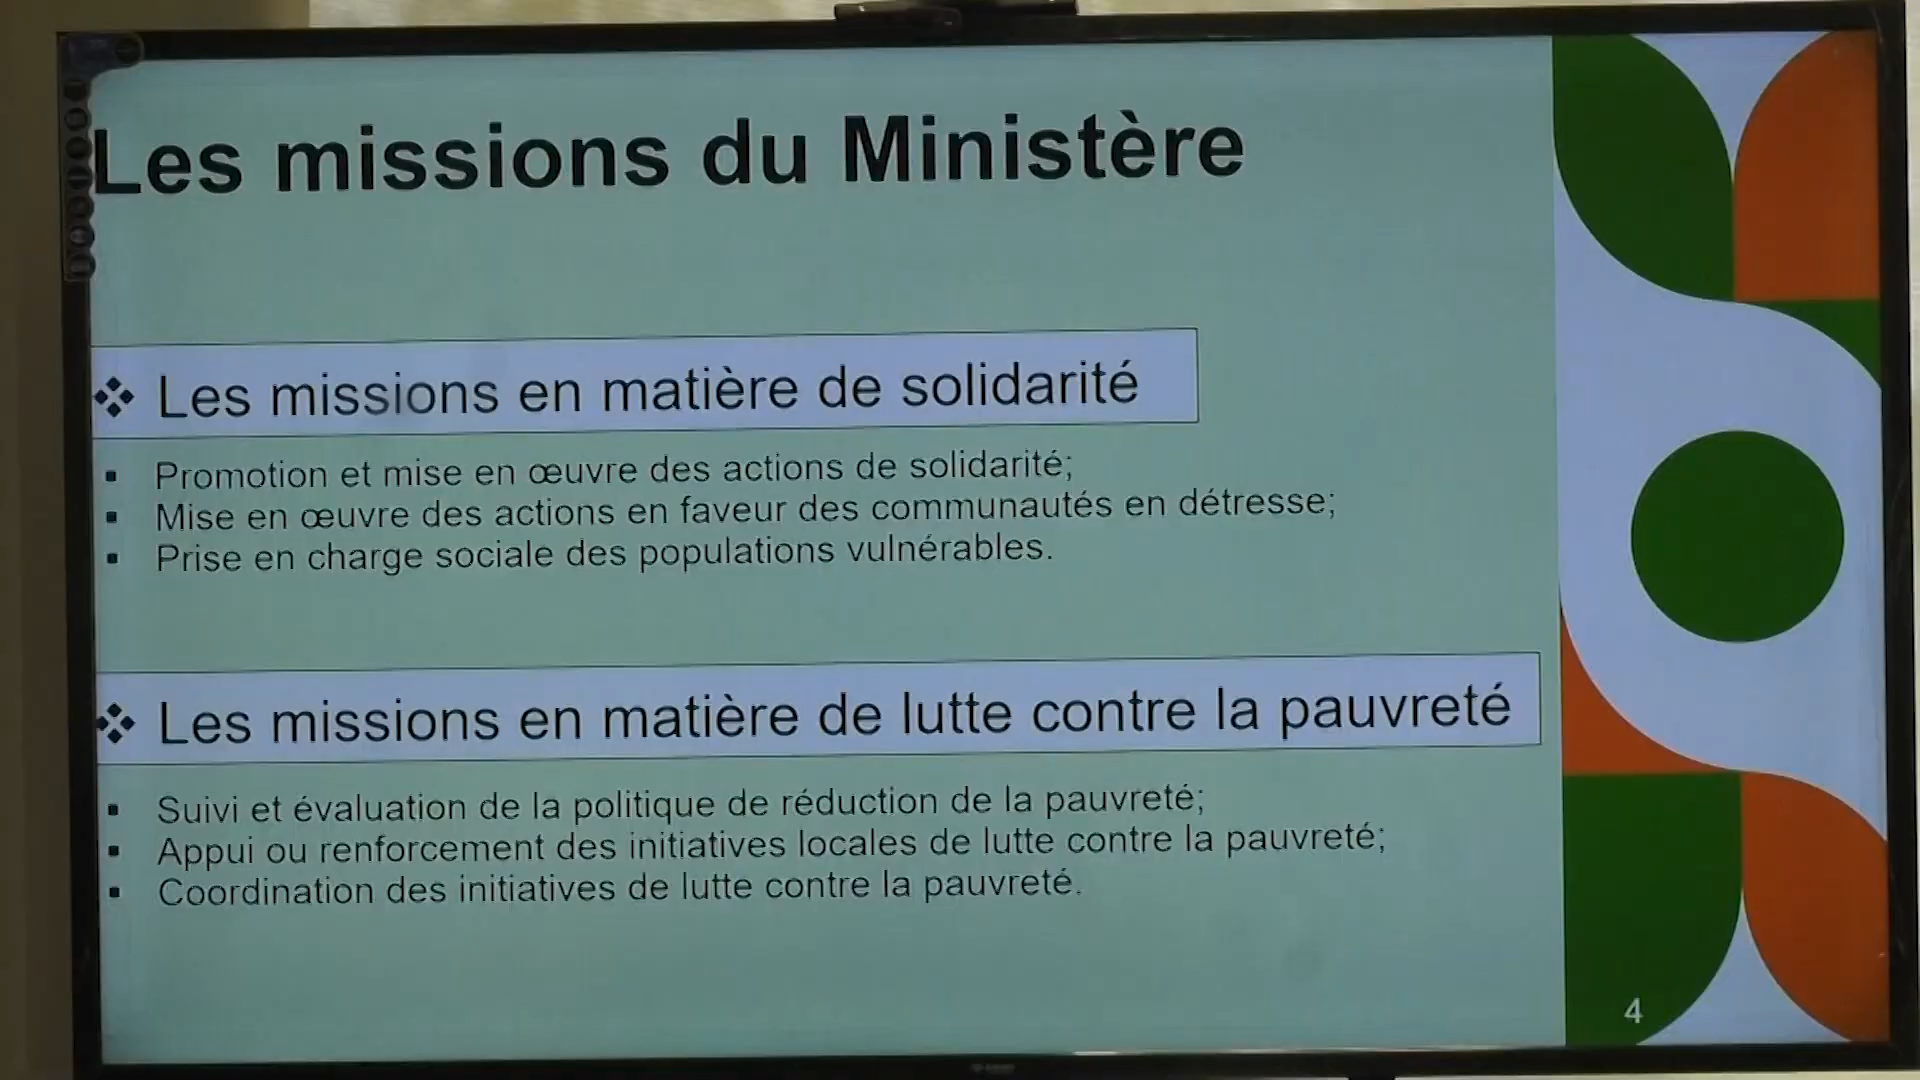 Les missions du Ministère
❖ Les missions en matière de solidarité
▪ Promotion et mise en œuvre des actions de solidarité;
▪ Mise en œuvre des actions en faveur des communautés en détresse;
▪ Prise en charge sociale des populations vulnérables.
❖ Les missions en matière de lutte contre la pauvreté
▪ Suivi et évaluation de la politique de réduction de la pauvreté;
▪ Appui ou renforcement des initiatives locales de lutte contre la pauvreté;
▪ Coordination des initiatives de lutte contre la pauvreté.
4